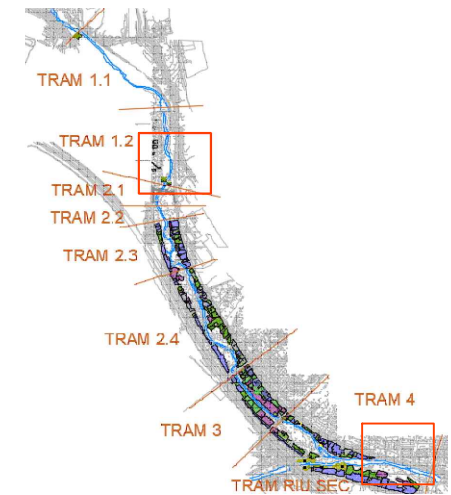 TRAM 1.1
TRAM 1.2
TRAM 2.1
TRAM 2.2
TRAM 2.3
TRAM 2.4
TRAM 4
TRAM 3
TRAM RIU SEC